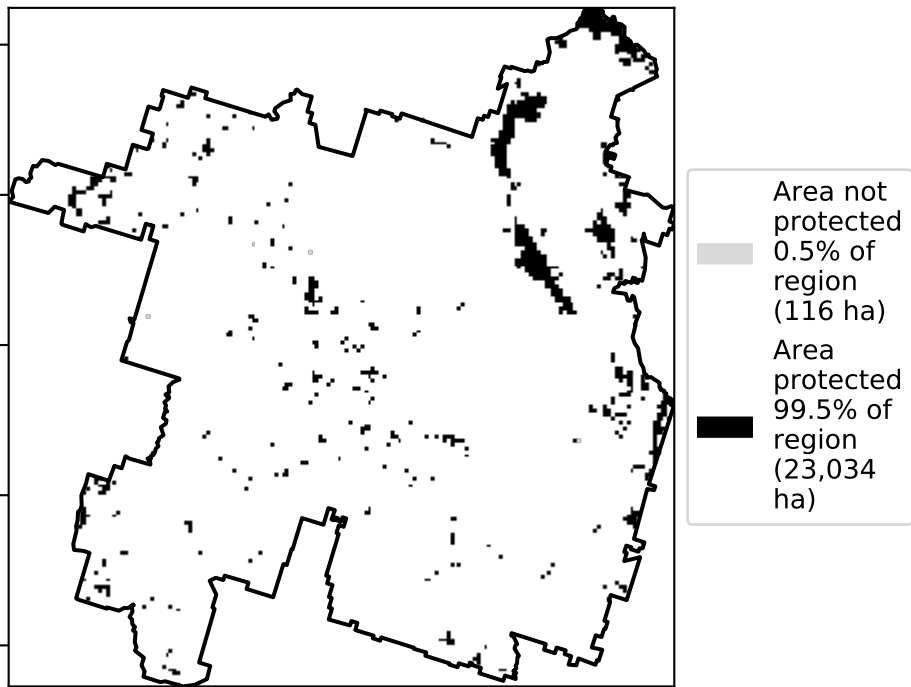 Area not
protected
0.5% of
region
(116 ha)
Area
protected
99.5% of
region
(23,034
ha)